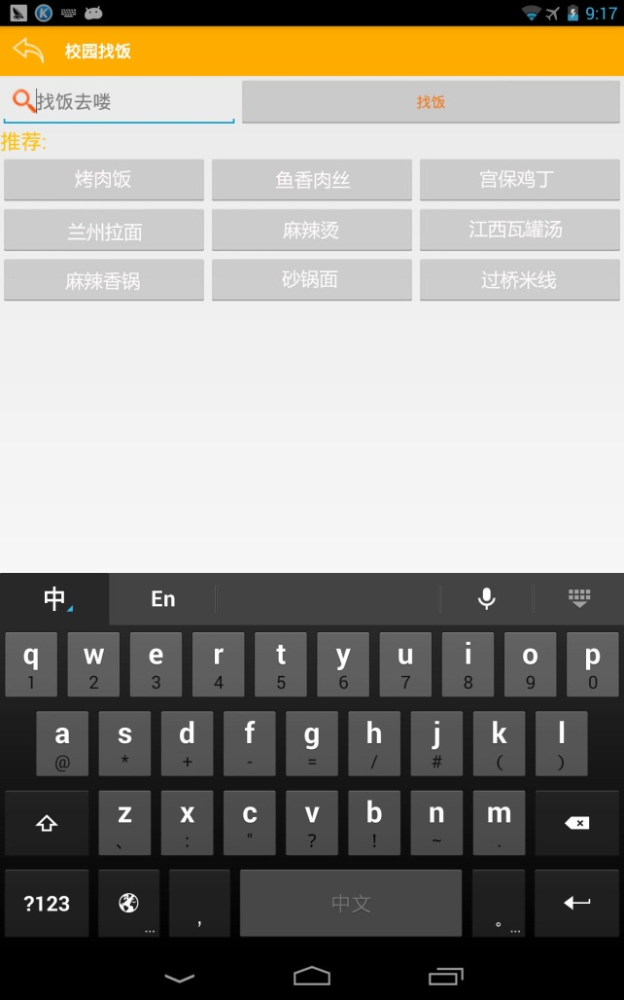 9:17
校园找饭
找饭去喽 找饭
推荐:
烤肉饭 鱼香肉丝 宫保鸡丁
兰州拉面 麻辣烫 江西瓦罐汤
麻辣香锅 砂锅面 过桥米线
中 En
q w e r t y u i o p
1 2 3 4 5 6 7 8 9 0
a s d f g h j k l
@ * + - = / # ( )
z x c v b n m
、 : " ? ! ~ .
?123 ... , 中文 。...